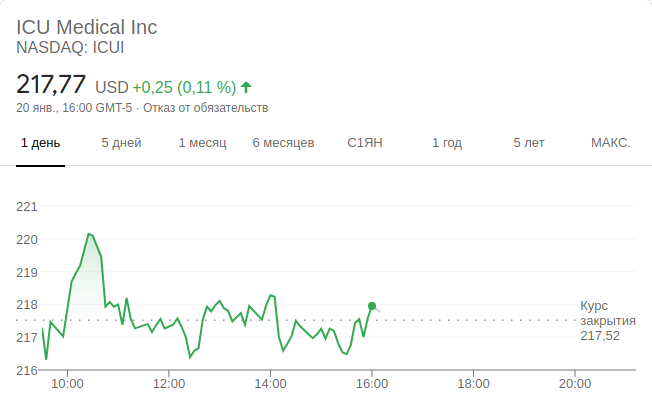 ICU Medical Inc
NASDAQ: ICUI
217,77 USD +0,25 (0,11 %)
20 янв., 16:00 GMT-5 · Отказ от обязательств
1 день 5 дней 1 месяц 6 месяцев С1ЯН 1 год 5 лет МАКС.
221
220
219
218
217
216
Курс
закрытия
217,52
10:00 12:00 14:00 16:00 18:00 20:00